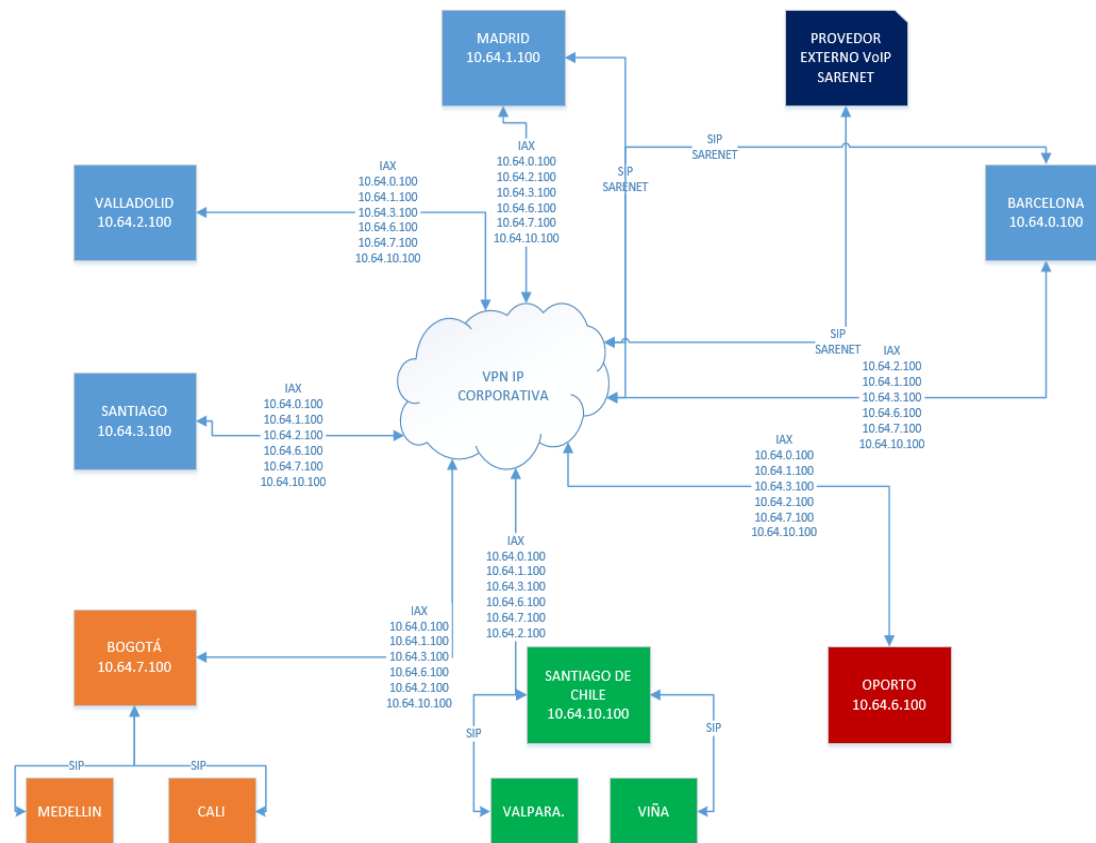 MADRID
10.64.1.100
PROVEDOR
EXTERNO VoIP
SARENET
SIP
SARENET
IAX
10.64.0.100
10.64.2.100
10.64.3.100
10.64.6.100
10.64.7.100
10.64.10.100
SIP
SARENET
IAX
10.64.0.100
10.64.1.100
10.64.3.100
10.64.6.100
10.64.7.100
10.64.10.100
VALLADOLID
10.64.2.100
BARCELONA
10.64.0.100
SIP
SARENET
VPN IP
CORPORATIVA
IAX
10.64.2.100
10.64.1.100
10.64.3.100
10.64.6.100
10.64.7.100
10.64.10.100
SANTIAGO
10.64.3.100
IAX
10.64.0.100
10.64.1.100
10.64.2.100
10.64.6.100
10.64.7.100
10.64.10.100
IAX
10.64.0.100
10.64.1.100
10.64.3.100
10.64.2.100
10.64.7.100
10.64.10.100
IAX
10.64.0.100
10.64.1.100
10.64.3.100
10.64.6.100
10.64.7.100
10.64.2.100
BOGOTÁ
10.64.7.100
IAX
10.64.0.100
10.64.1.100
10.64.3.100
10.64.6.100
10.64.2.100
10.64.10.100
SANTIAGO DE
CHILE
10.64.10.100
OPORTO
10.64.6.100
SIP
SIP
SIP
SIP
MEDELLIN
CALI
VALPARA.
VIÑA